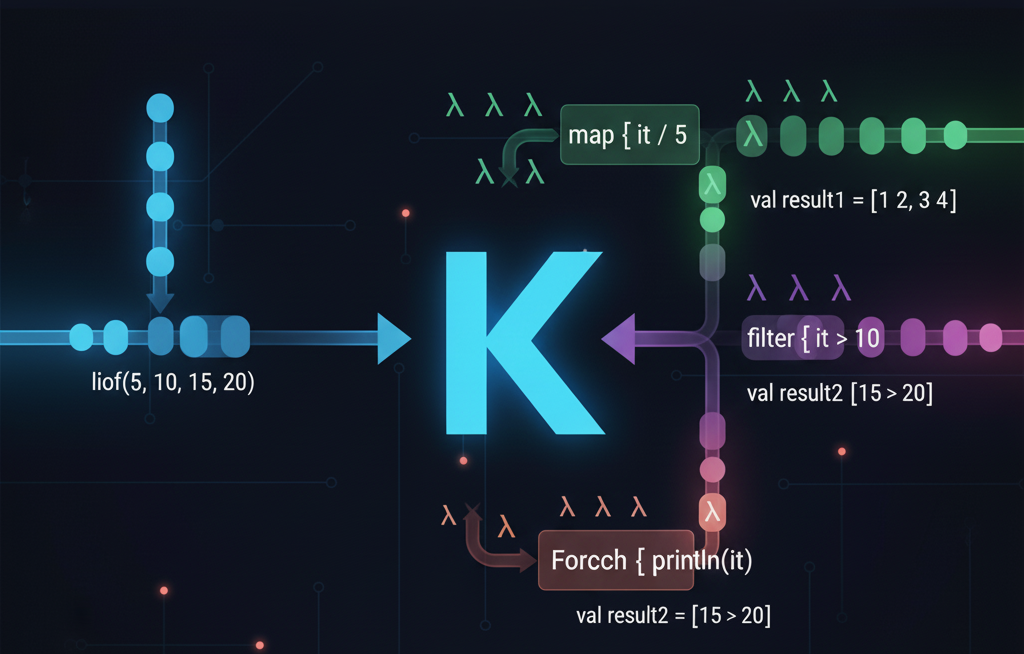 λ λ λ
λ λ λ
map { it / 5
λ
λ λ
λ
val result1 = [1 2, 3 4]
K
λ λ λ
filter { it > 10
liof(5, 10, 15, 20)
val result2 [15 > 20]
λ λ
λ λ λ
λ
Forcch { println(it)
val result2 = [15 > 20]